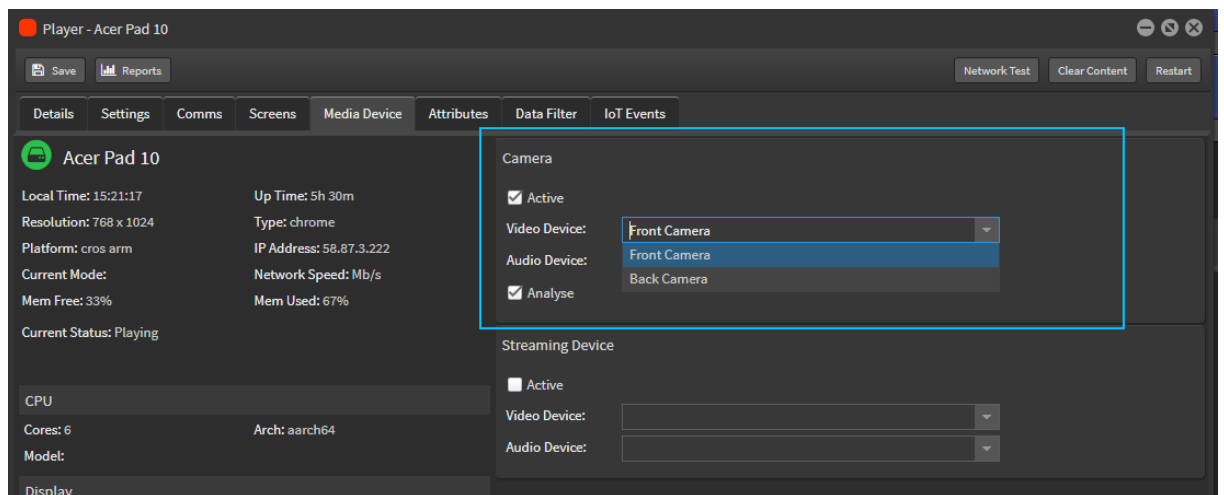 Player - Acer Pad 10
Save Reports Network Test Clear Content Restart
Details Settings Comms Screens Media Device Attributes Data Filter IoT Events
Acer Pad 10
Local Time: 15:21:17 Up Time: 5h 30m
Resolution: 768 x 1024 Type: chrome
Platform: cros arm IP Address: 58.87.3.222
Current Mode: Network Speed: Mb/s
Mem Free: 33% Mem Used: 67%
Current Status: Playing
CPU
Cores: 6 Arch: aarch64
Model:
Display
Camera
Active
Video Device: Front Camera
Audio Device: Front Camera
Back Camera
Analyse
Streaming Device
Active
Video Device:
Audio Device: